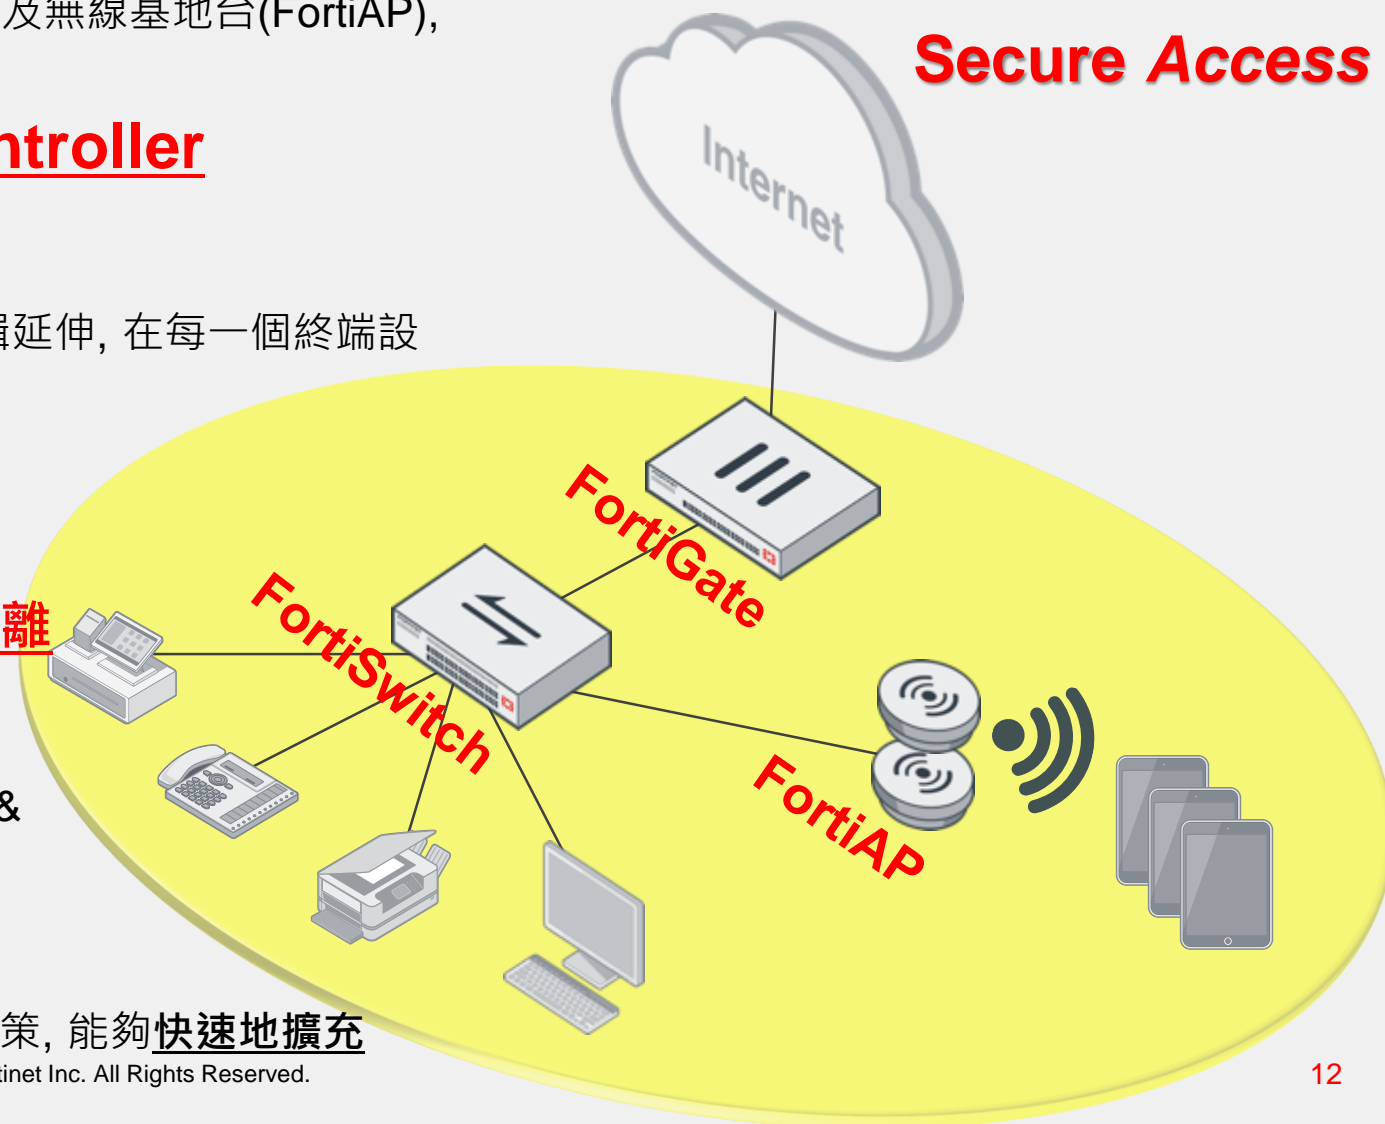 及無線基地台(FortiAP),
Secure Access
ntroller
Internet
延伸, 在每一個終端設
FortiGate
離
FortiSwitch
&
FortiAP
策, 能夠快速地擴充
tinet Inc. All Rights Reserved.
12